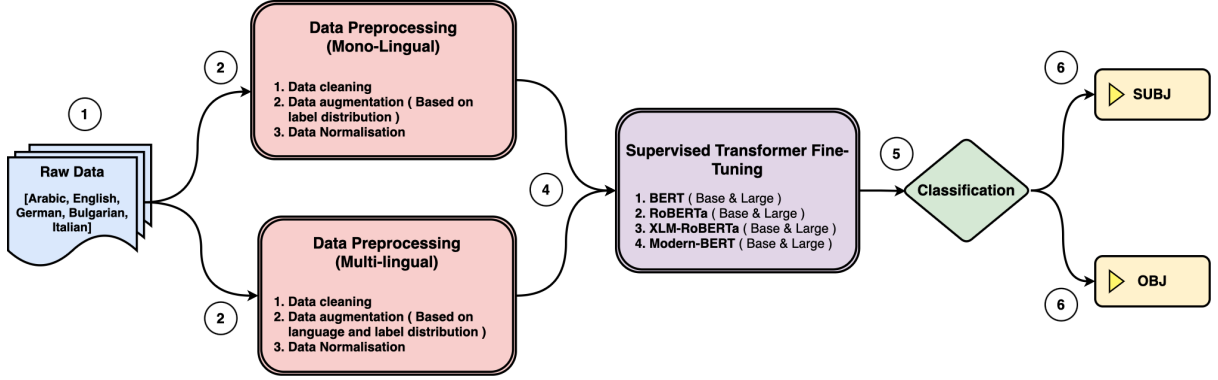 1
Raw Data
[Arabic, English,
German, Bulgarian,
Italian]
2
Data Preprocessing
(Mono-Lingual)
1. Data cleaning
2. Data augmentation ( Based on
label distribution )
3. Data Normalisation
2
Data Preprocessing
(Multi-lingual)
1. Data cleaning
2. Data augmentation ( Based on
language and label distribution )
3. Data Normalisation
4
Supervised Transformer Fine-
Tuning
1. BERT ( Base & Large )
2. RoBERTa ( Base & Large )
3. XLM-RoBERTa ( Base & Large )
4. Modern-BERT ( Base & Large )
5
Classification
6
SUBJ
6
OBJ